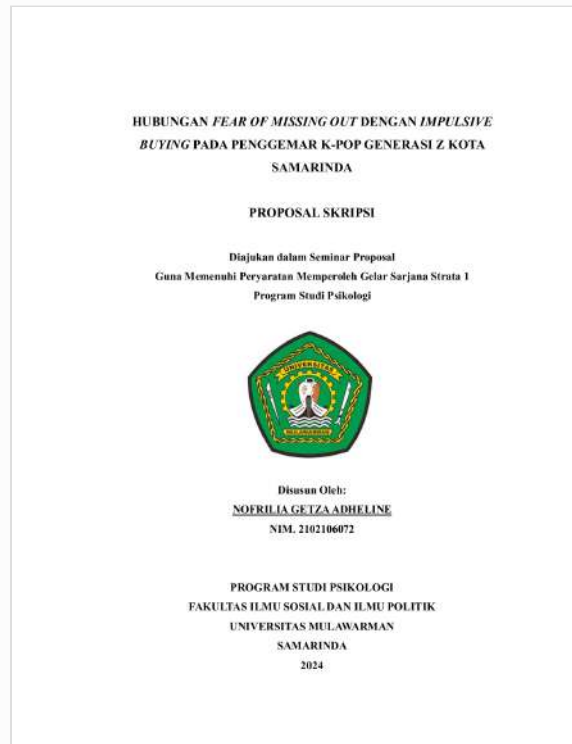 HUBUNGAN FEAR OF MISSING OUT DENGAN IMPULSIVE
BUYING PADA PENGGEMAR K-POP GENERASI Z KOTA
SAMARINDA
PROPOSAL SKRIPSI
Diajukan dalam Seminar Proposal
Guna Memenuhi Peryaratan Memperoleh Gelar Sarjana Strata 1
Program Studi Psikologi
UNIVERSITAS
MULAWARMAN
Disusun Oleh:
NOFRILIA GETZA ADHELINE
NIM. 2102106072
PROGRAM STUDI PSIKOLOGI
FAKULTAS ILMU SOSIAL DAN ILMU POLITIK
UNIVERSITAS MULAWARMAN
SAMARINDA
2024